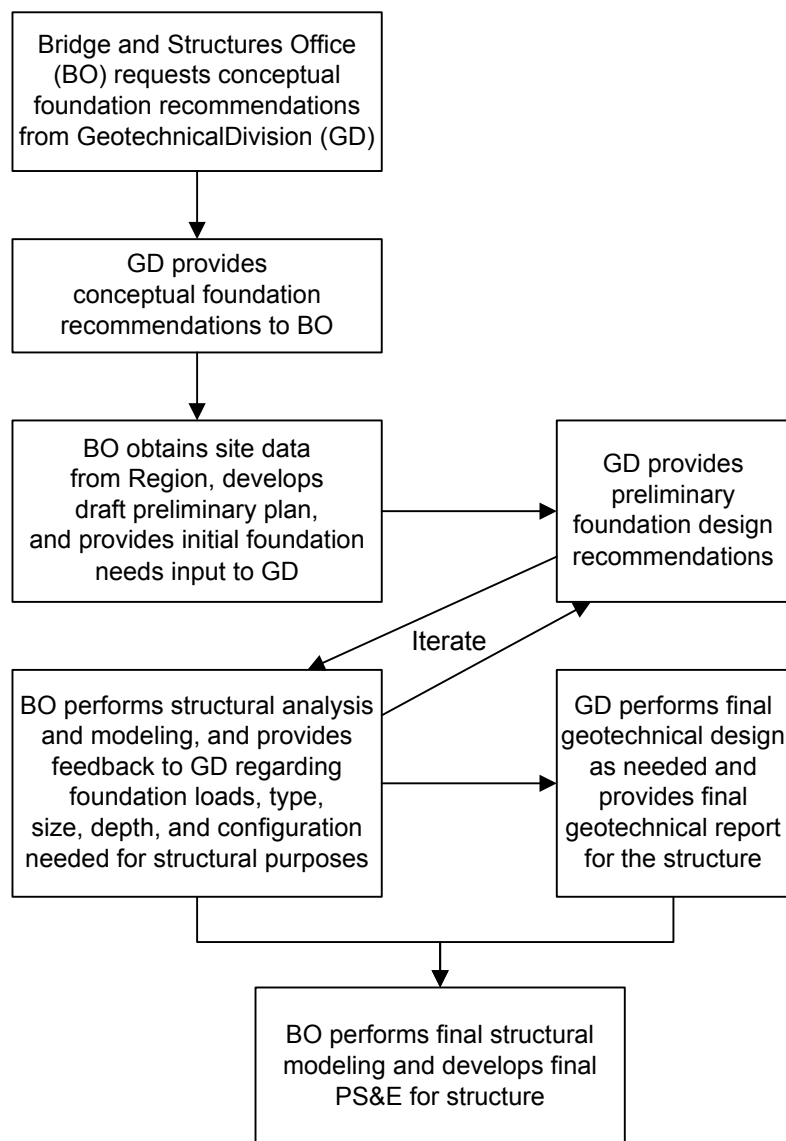 Bridge and Structures Office
(BO) requests conceptual
foundation recommendations
from GeotechnicalDivision (GD)
GD provides
conceptual foundation
recommendations to BO
BO obtains site data
from Region, develops
draft preliminary plan,
and provides initial foundation
needs input to GD
GD provides
preliminary
foundation design
recommendations
Iterate
BO performs structural analysis
and modeling, and provides
feedback to GD regarding
foundation loads, type,
size, depth, and configuration
needed for structural purposes
GD performs final
geotechnical design
as needed and
provides final
geotechnical report
for the structure
BO performs final structural
modeling and develops final
PS&E for structure